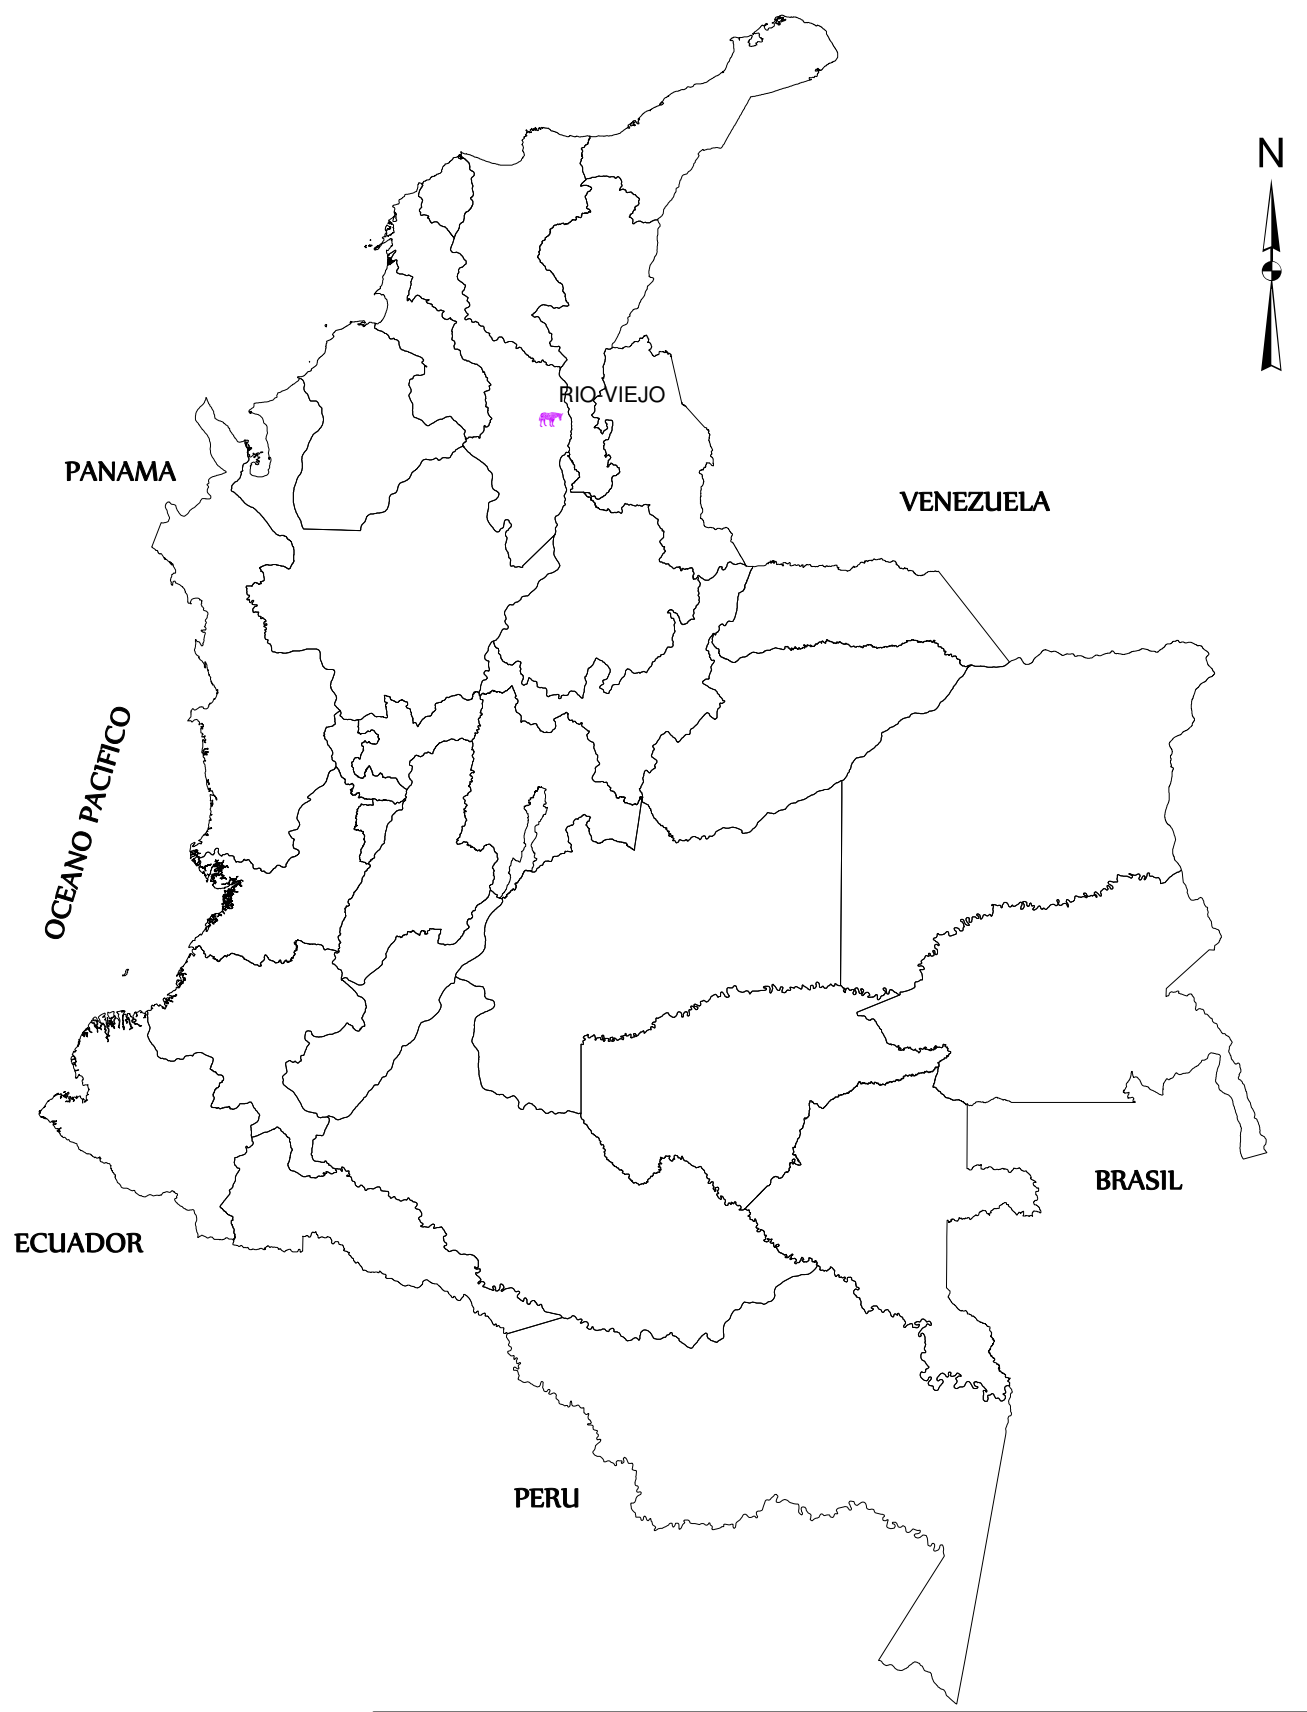 N
RIO VIEJO
PANAMA
VENEZUELA
OCEANO PACIFICO
BRASIL
ECUADOR
PERU